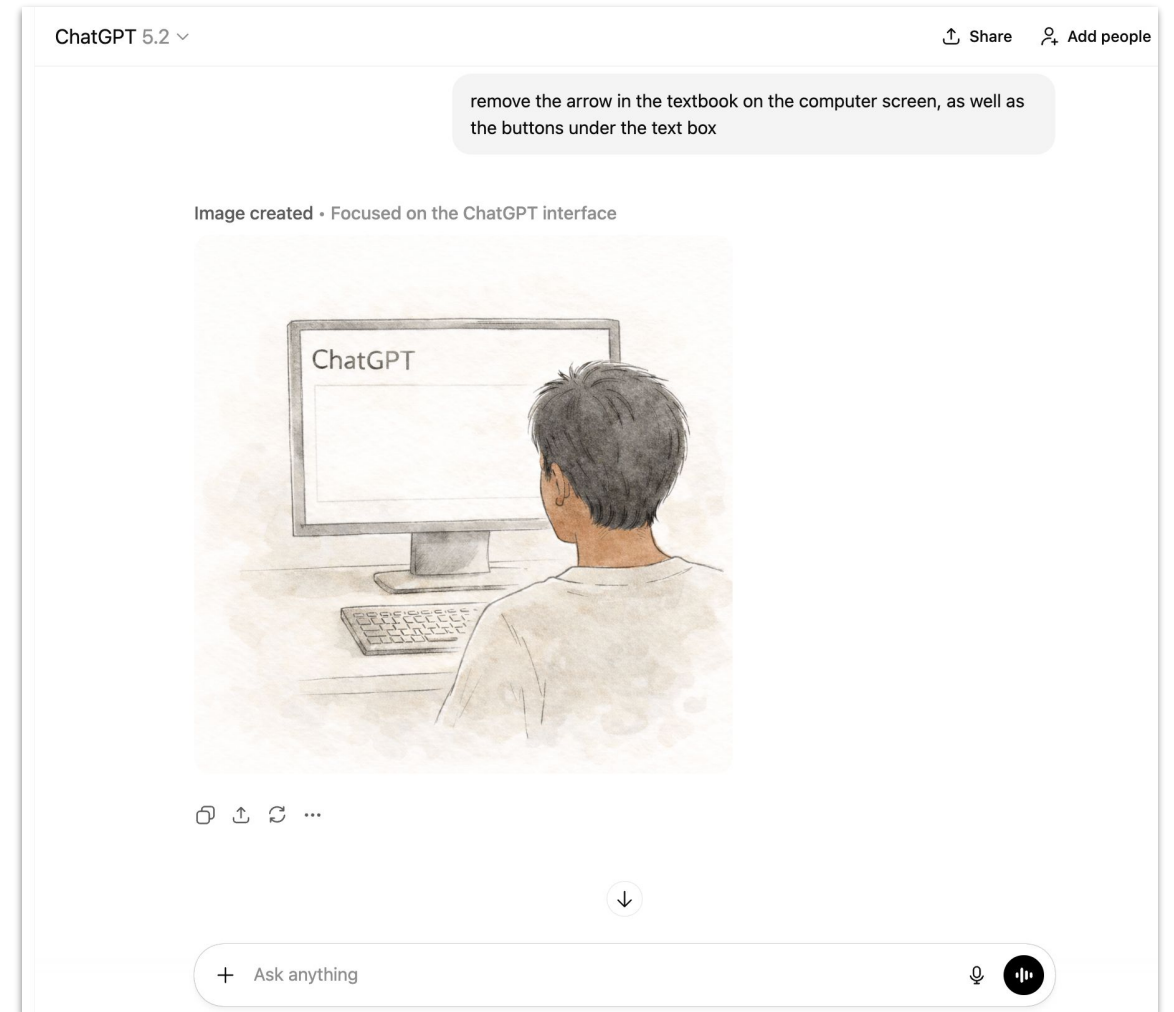 ChatGPT 5.2
Share
Add people
remove the arrow in the textbook on the computer screen, as well as
the buttons under the text box
Image created • Focused on the ChatGPT interface
ChatGPT
Ask anything